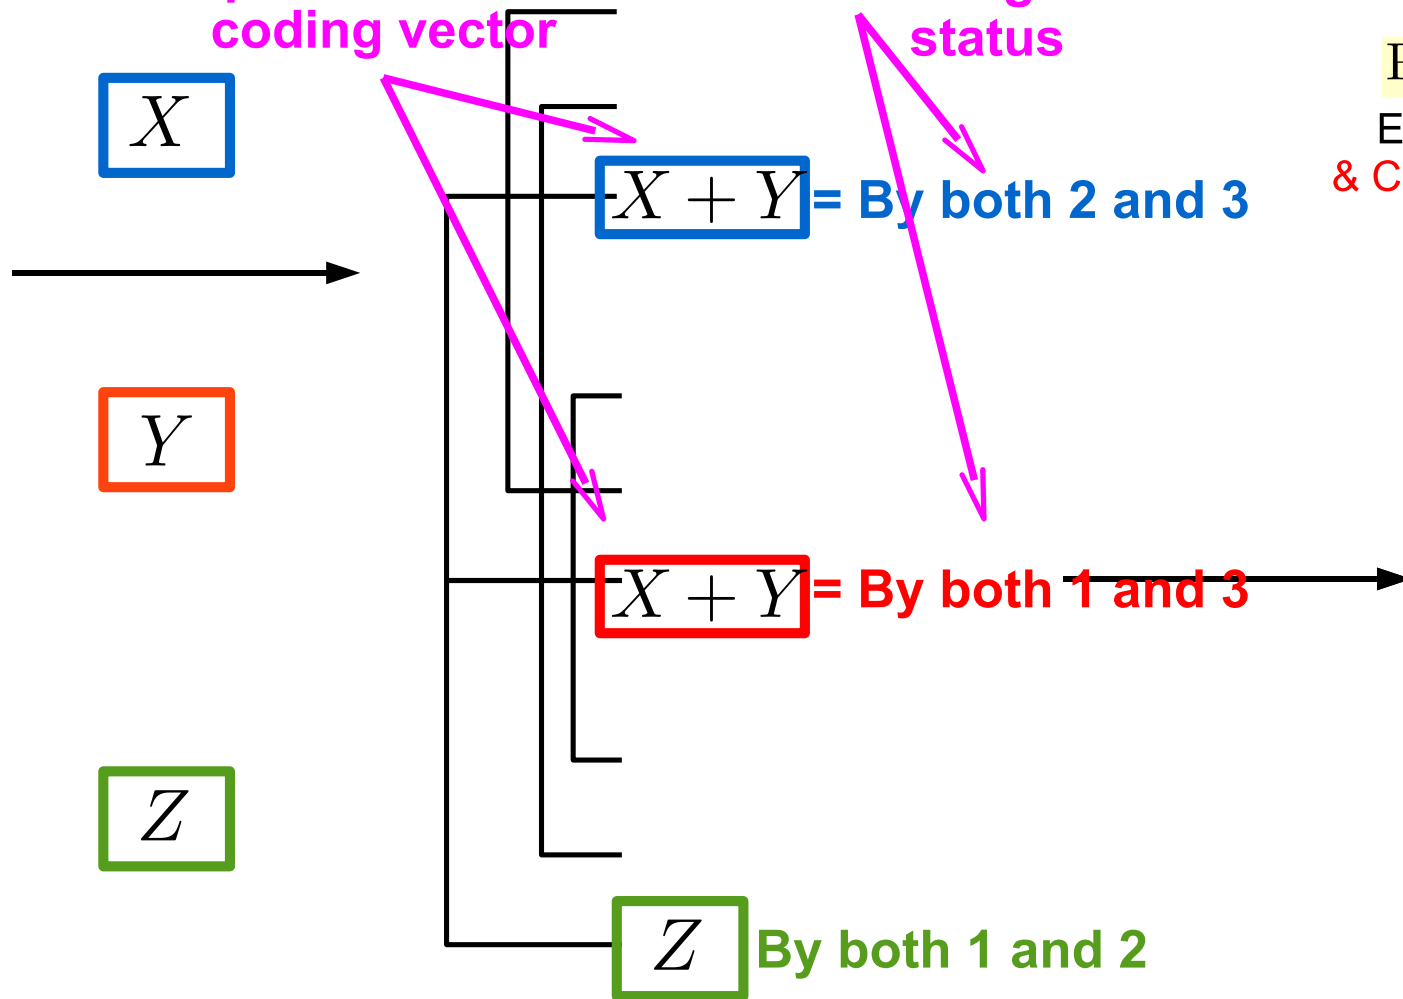 coding vector
status
X
X + Y = By both 2 and 3
& C
Y
X + Y = By both 1 and 3
Z
Z By both 1 and 2